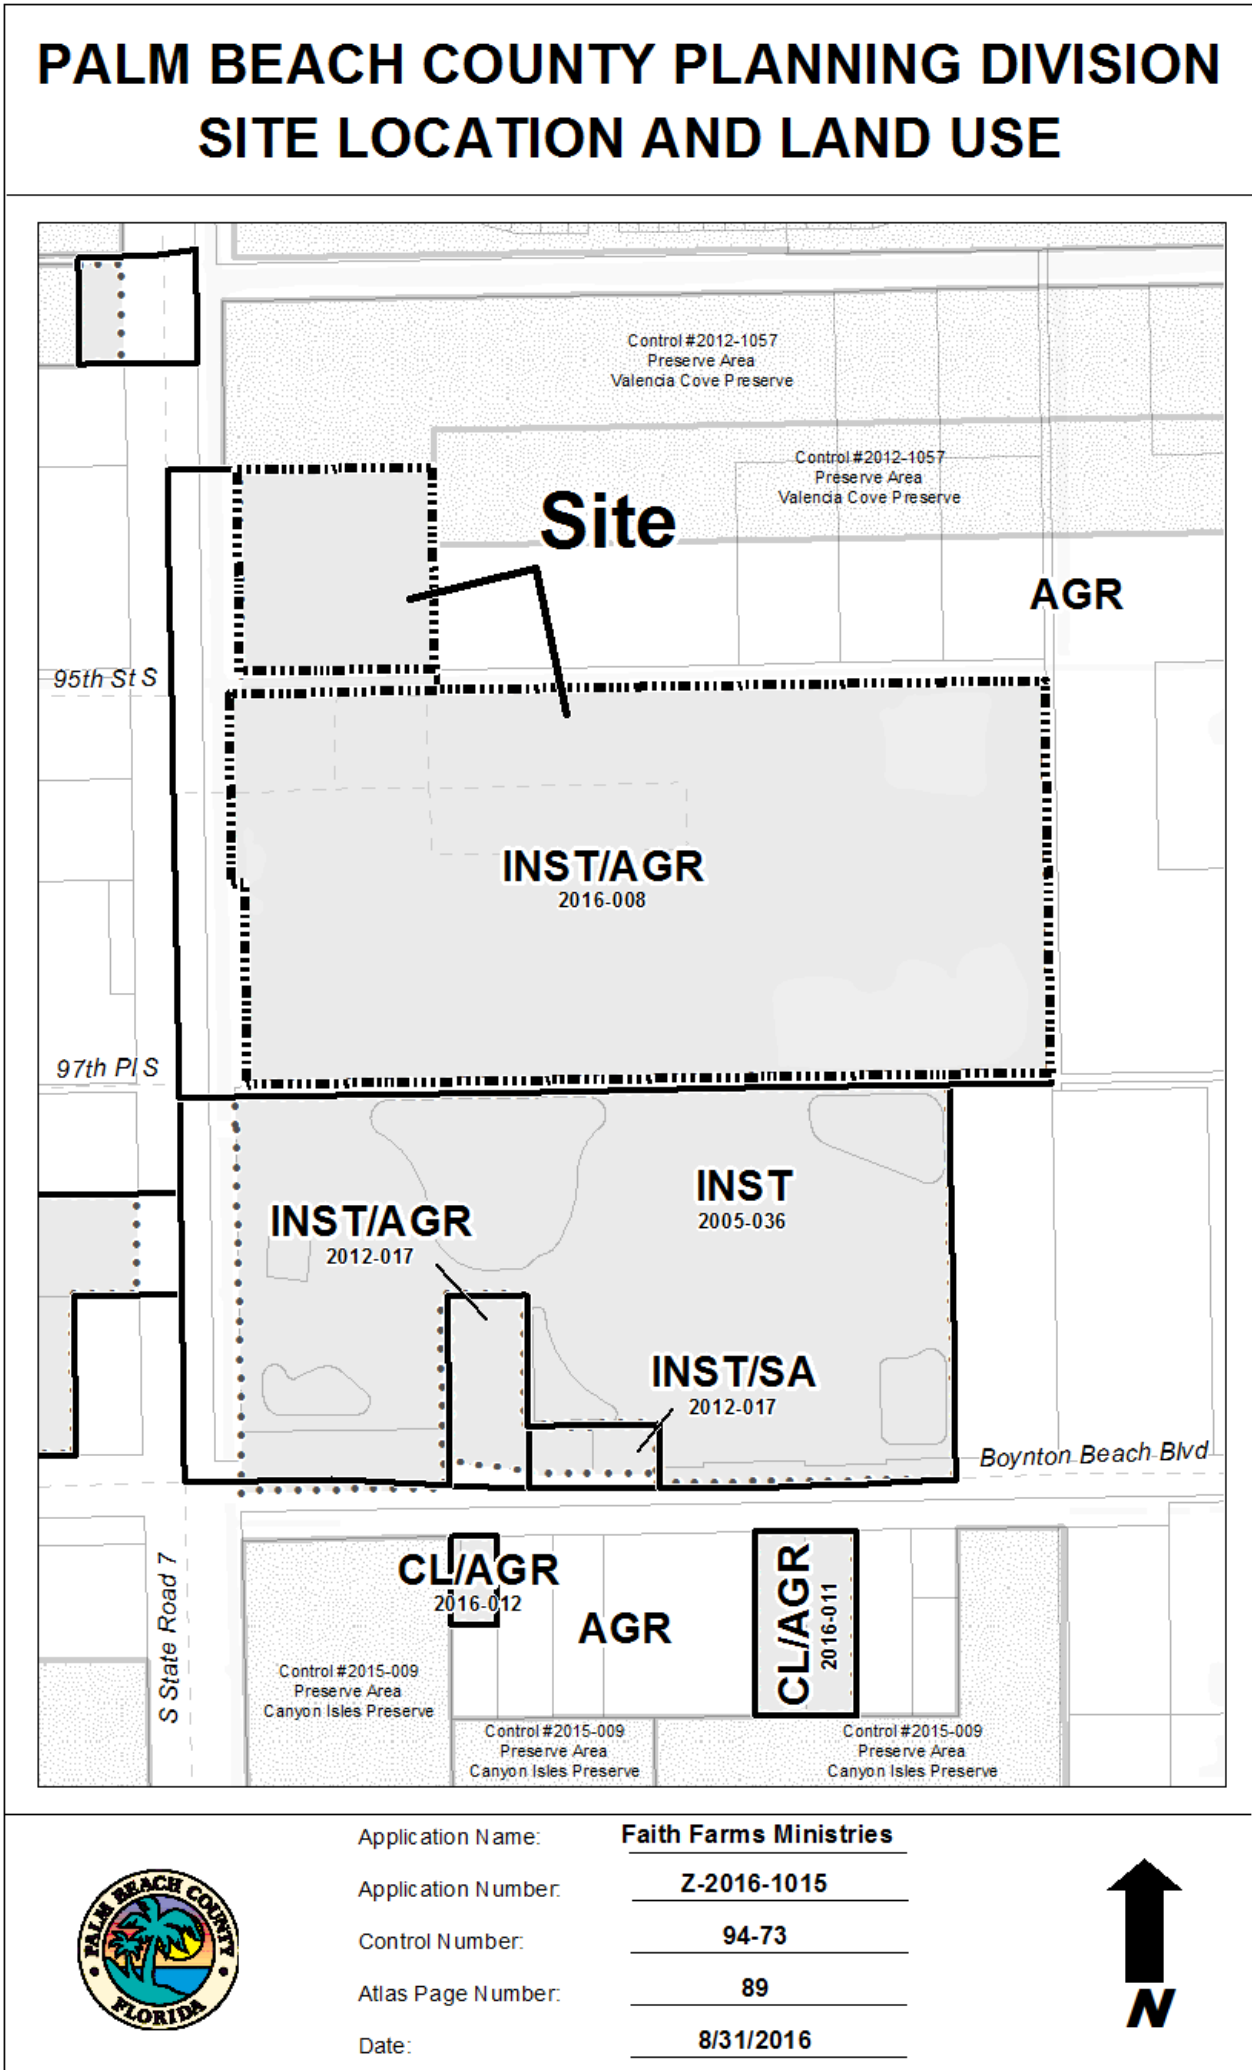 PALM BEACH COUNTY PLANNING DIVISION
SITE LOCATION AND LAND USE
Control #2012-1057
Preserve Area
Valencia Cove Preserve
Control #2012-1057
Preserve Area
Valencia Cove Preserve
Site
AGR
95th St S
INST/AGR
2016-008
97th Pl S
INST
2005-036
INST/AGR
2012-017
INST/SA
2012-017
Boynton Beach Blvd
S State Road 7
CL/AGR
2016-012
AGR
CL/AGR
2016-011
Control #2015-009
Preserve Area
Canyon Isles Preserve
Control #2015-009
Preserve Area
Canyon Isles Preserve
Control #2015-009
Preserve Area
Canyon Isles Preserve
PALM BEACH COUNTY
FLORIDA
Application Name: Faith Farms Ministries
Application Number: Z-2016-1015
Control Number: 94-73
Atlas Page Number: 89
Date: 8/31/2016
N